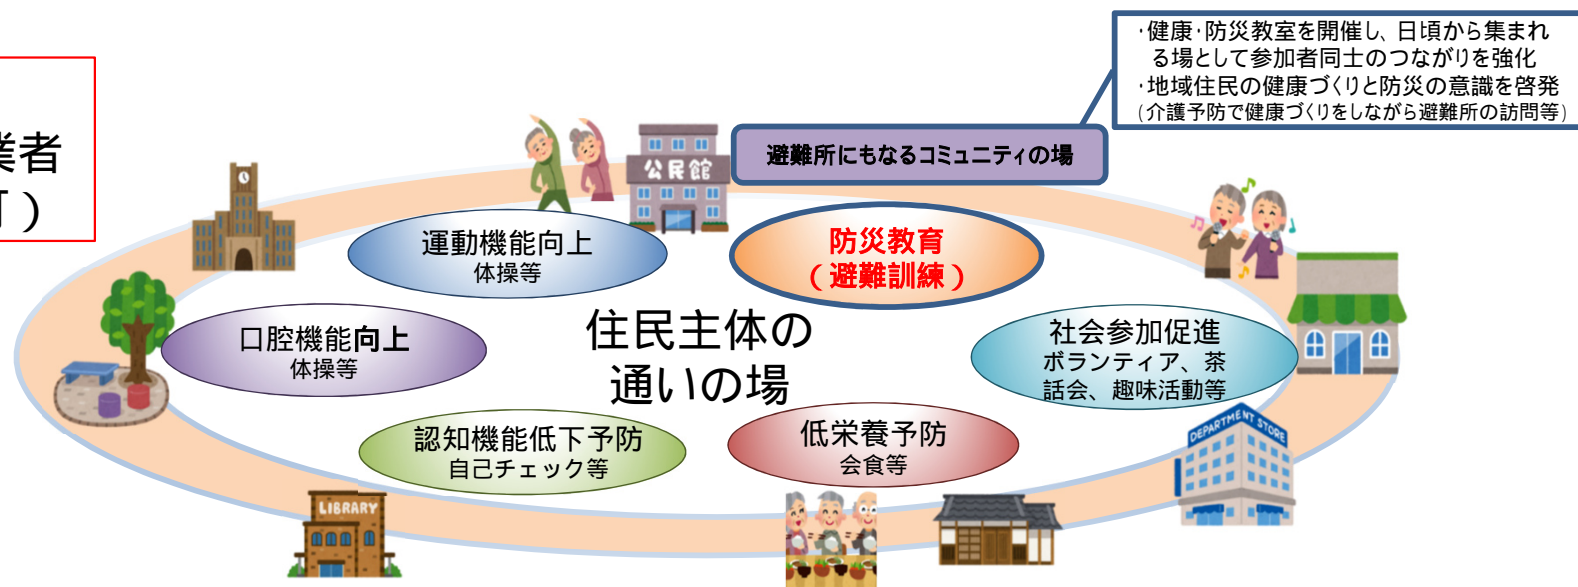 ・健康・防災教室を開催し、日頃から集まれ
る場として参加者同士のつながりを強化
・地域住民の健康づくりと防災の意識を啓発
(介護予防で健康づくりをしながら避難所の訪問等)
業者
)
避難所にもなるコミュニティの場
公民館
運動機能向上
体操等
防災教育
(避難訓練)
口腔機能向上
体操等
住民主体の
通いの場
社会参加促進
ボランティア、茶
話会、趣味活動等
認知機能低下予防
自己チェック等
低栄養予防
会食等
DEPARTMENT STORE
LIBRARY